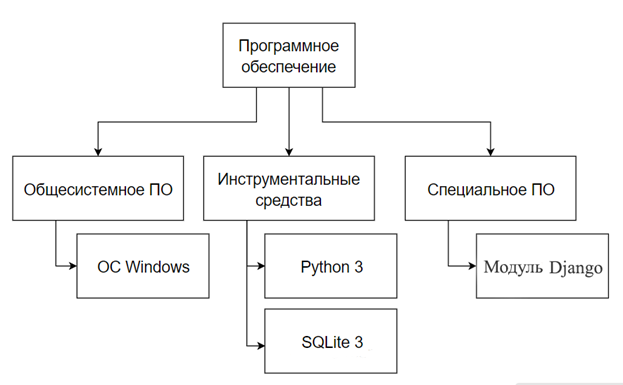 Программное
обеспечение
Общесистемное ПО
Инструментальные
средства
Специальное ПО
ОС Windows
Python 3
Модуль Django
SQLite 3